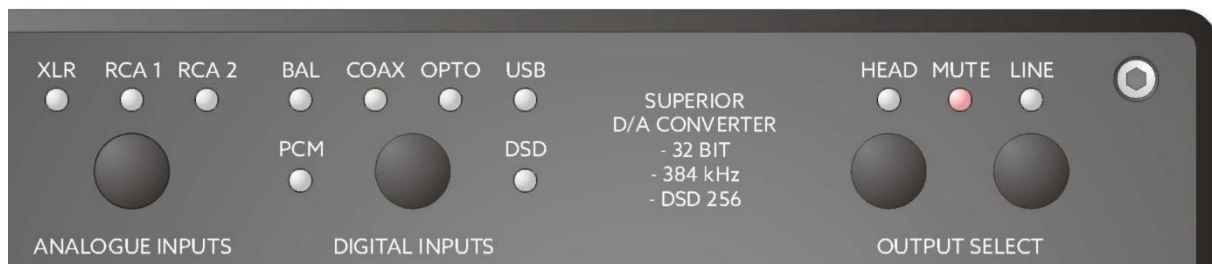 XLR RCA 1 RCA 2 BAL COAX OPTO USB
HEAD MUTE LINE
SUPERIOR
D/A CONVERTER
PCM DSD
- 32 BIT
- 384 kHz
- DSD 256
ANALOGUE INPUTS DIGITAL INPUTS OUTPUT SELECT